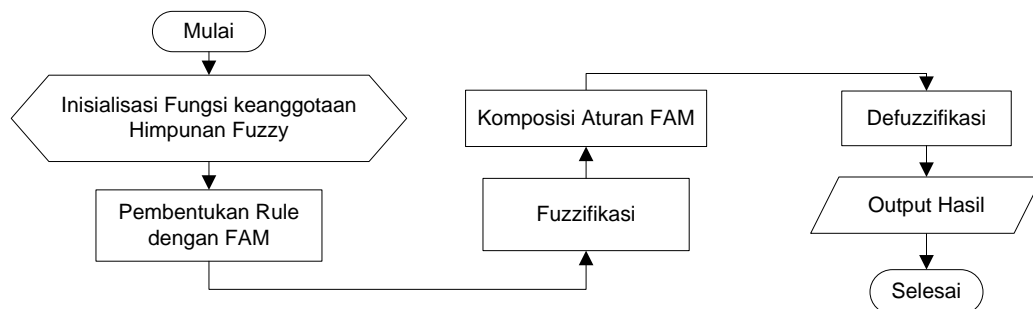 Mulai
Inisialisasi Fungsi keanggotaan
Himpunan Fuzzy
Pembentukan Rule
dengan FAM
Fuzzifikasi
Komposisi Aturan FAM
Defuzzifikasi
Output Hasil
Selesai